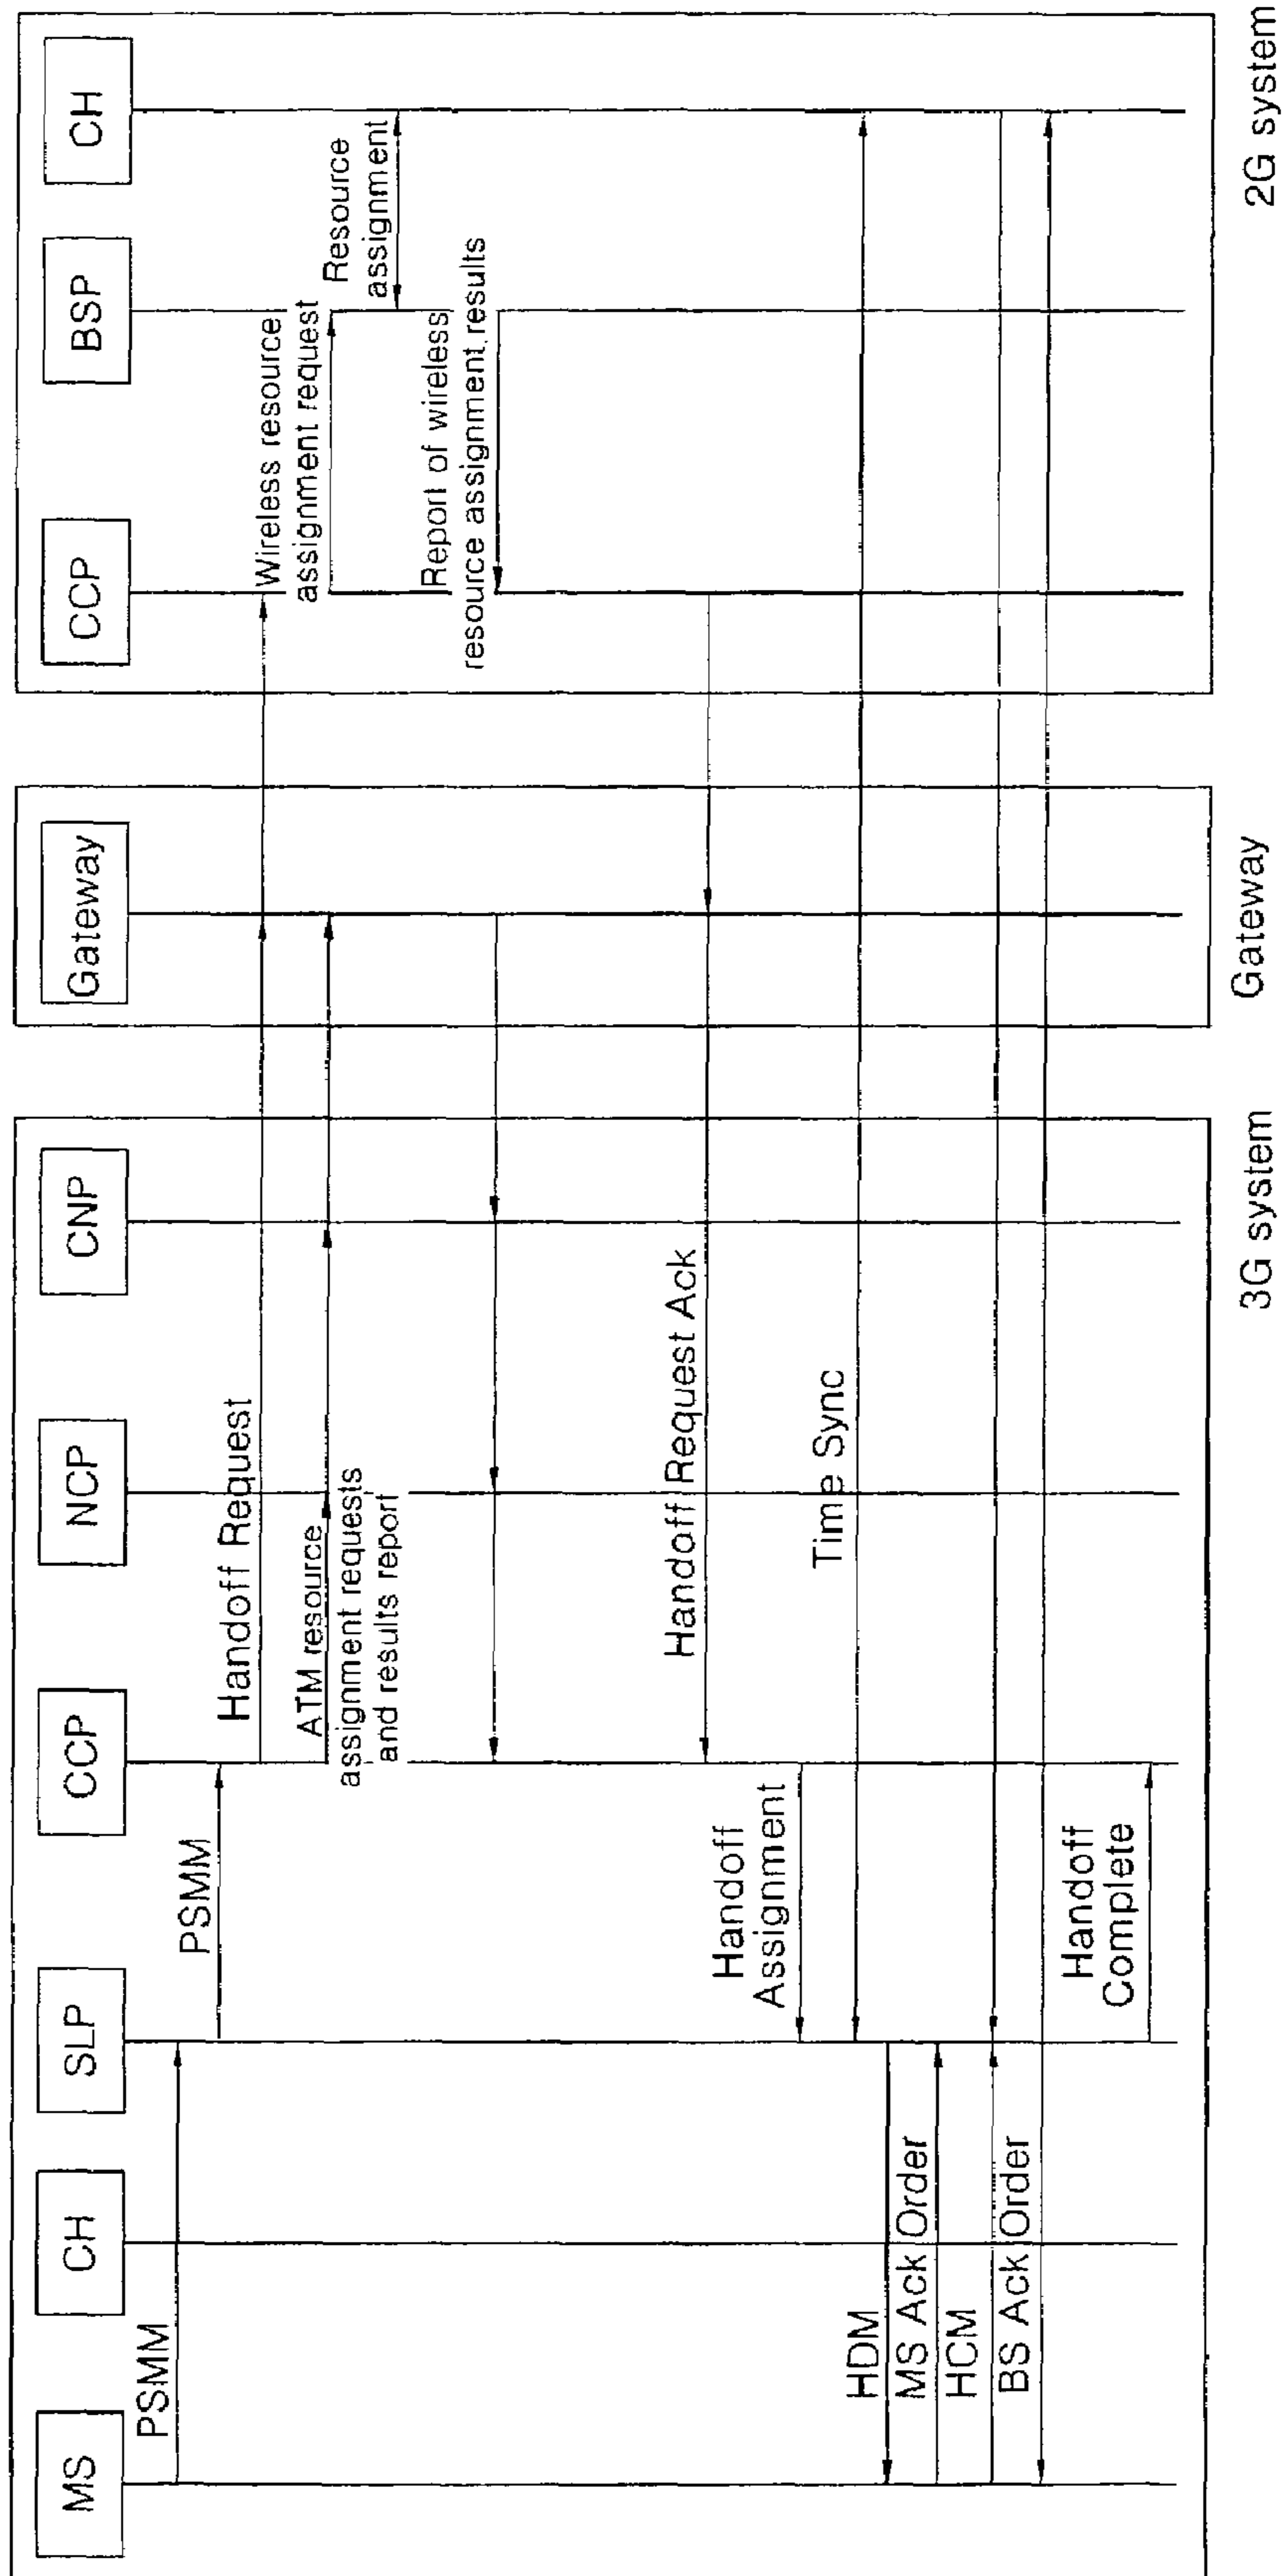 MS
CH
SLP
CCP
NCP
CNP
Gateway
CCP
BSP
CH
PSMM
PSMM
Handoff Request
ATM resource
assignment requests
and results report
Wireless resource
assignment request
Resource
assignment
Report of wireless
resource assignment results
Handoff Request Ack
Handoff
Assignment
Time Sync
HDM
MS Ack Order
HCM
BS Ack Order
Handoff
Complete
3G system
Gateway
2G system